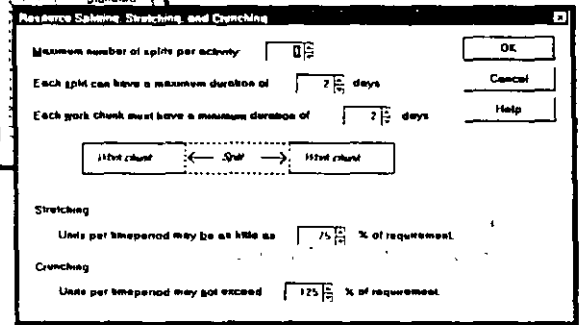 Resource Splitting, Stretching, and Crunching
Maximum number of splits per activity
OK
Each split can have a maximum duration of 2 days
Cancel
Each work chunk must have a minimum duration of 2 days
Help
Work chunk Split Work chunk
Stretching
Units per timeperiod may be as little as 75 % of requirement.
Crunching
Units per timeperiod may not exceed 125 % of requirement.